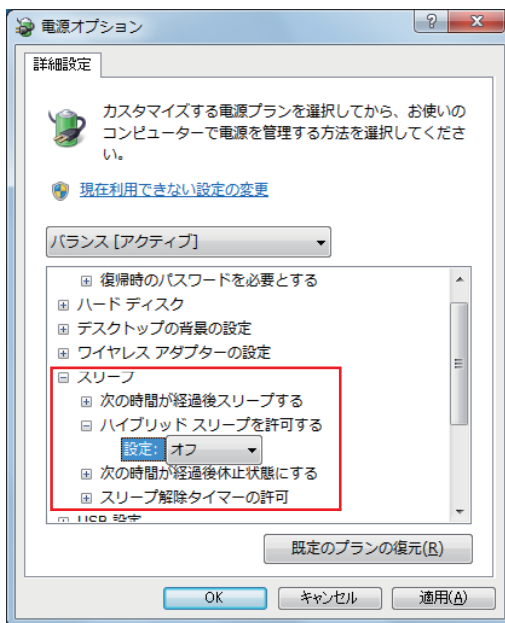 電源オプション
詳細設定
カスタマイズする電源プランを選択してから、お使いの
コンピューターで電源を管理する方法を選択してくださ
い。
現在利用できない設定の変更
バランス [アクティブ]
復帰時のパスワードを必要とする
ハード ディスク
デスクトップの背景の設定
ワイヤレス アダプターの設定
スリープ
次の時間が経過後スリープする
ハイブリッド スリープを許可する
設定: オフ
次の時間が経過後休止状態にする
スリープ解除タイマーの許可
USB 設定
既定のプランの復元(R)
OK キャンセル 適用(A)